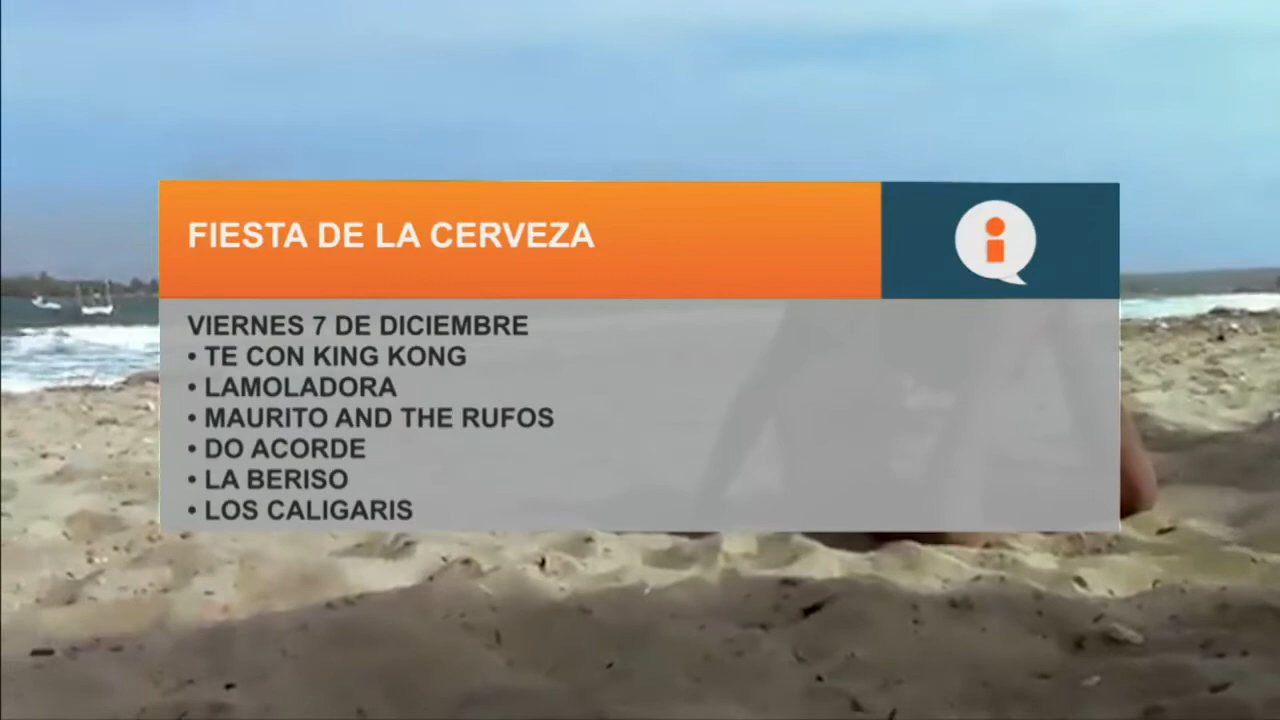 FIESTA DE LA CERVEZA
VIERNES 7 DE DICIEMBRE
• TE CON KING KONG
• LAMOLADORA
• MAURITO AND THE RUFOS
• DO ACORDE
• LA BERISO
• LOS CALIGARIS